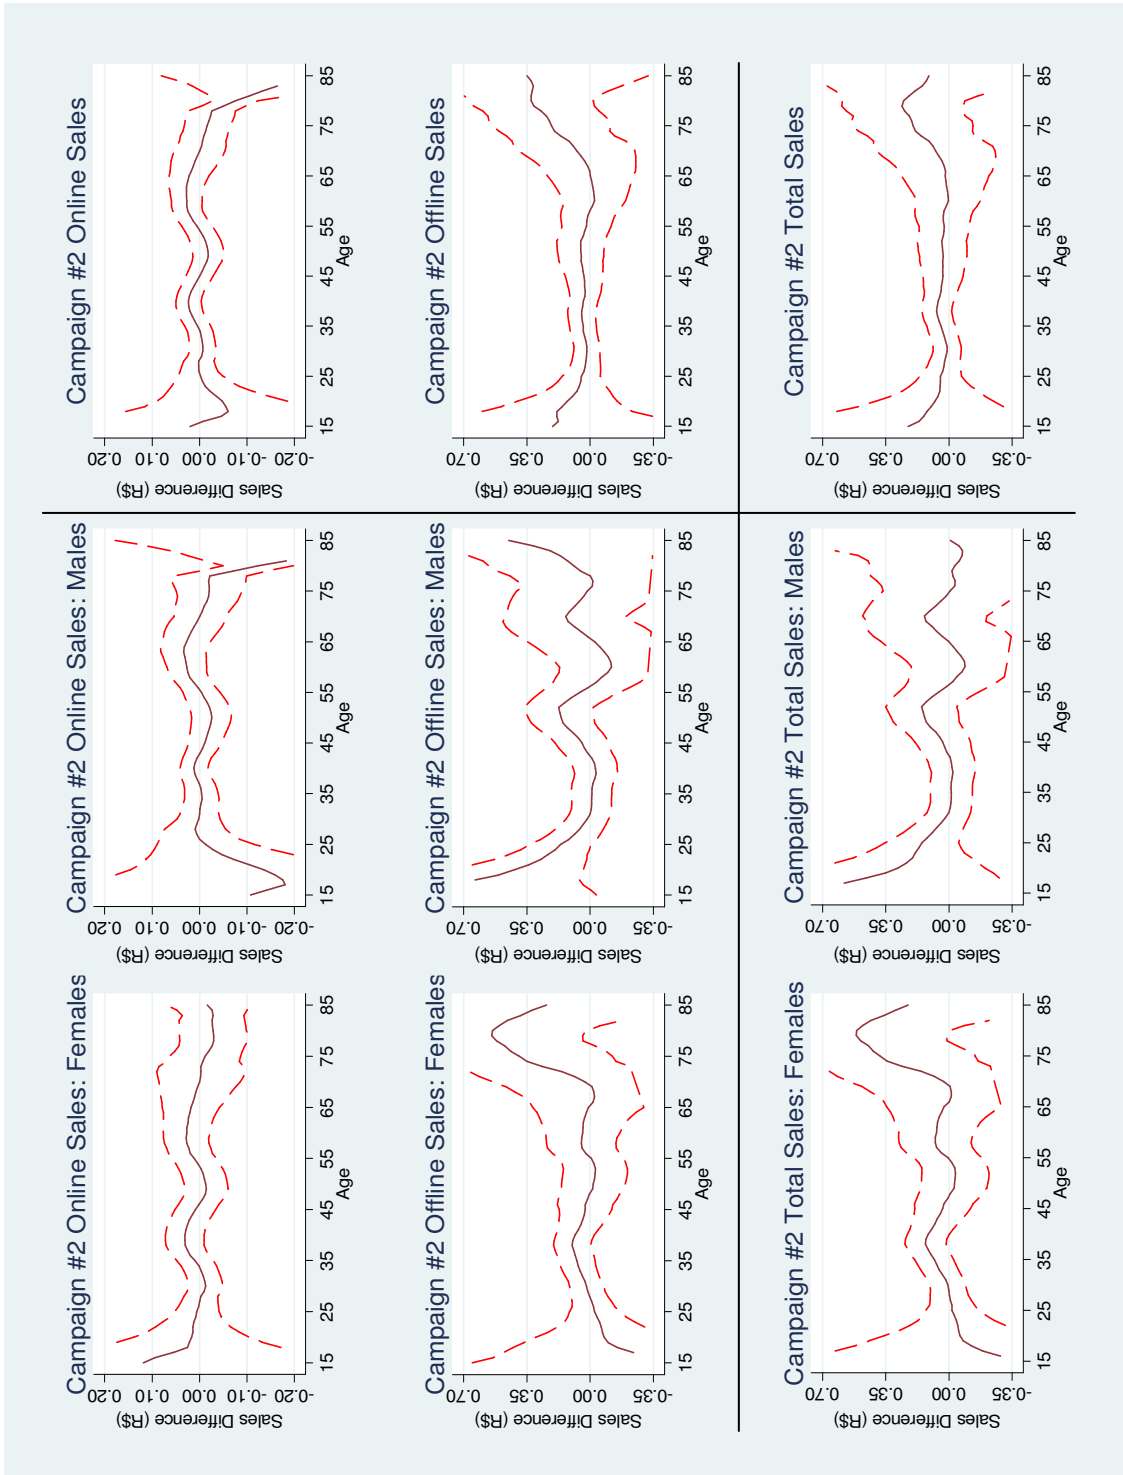 Campaign #2 Online Sales: Females
Sales Difference (R$)
0.20
0.10
0.00
-0.10
-0.20
15 25 35 45 55 65 75 85
Age
Campaign #2 Online Sales: Males
Sales Difference (R$)
0.20
0.10
0.00
-0.10
-0.20
15 25 35 45 55 65 75 85
Age
Campaign #2 Online Sales
Sales Difference (R$)
0.20
0.10
0.00
-0.10
-0.20
15 25 35 45 55 65 75 85
Age
Campaign #2 Offline Sales: Females
Sales Difference (R$)
0.70
0.35
0.00
-0.35
15 25 35 45 55 65 75 85
Age
Campaign #2 Offline Sales: Males
Sales Difference (R$)
0.70
0.35
0.00
-0.35
15 25 35 45 55 65 75 85
Age
Campaign #2 Offline Sales
Sales Difference (R$)
0.70
0.35
0.00
-0.35
15 25 35 45 55 65 75 85
Age
Campaign #2 Total Sales: Females
Sales Difference (R$)
0.70
0.35
0.00
-0.35
15 25 35 45 55 65 75 85
Age
Campaign #2 Total Sales: Males
Sales Difference (R$)
0.70
0.35
0.00
-0.35
15 25 35 45 55 65 75 85
Age
Campaign #2 Total Sales
Sales Difference (R$)
0.70
0.35
0.00
-0.35
15 25 35 45 55 65 75 85
Age